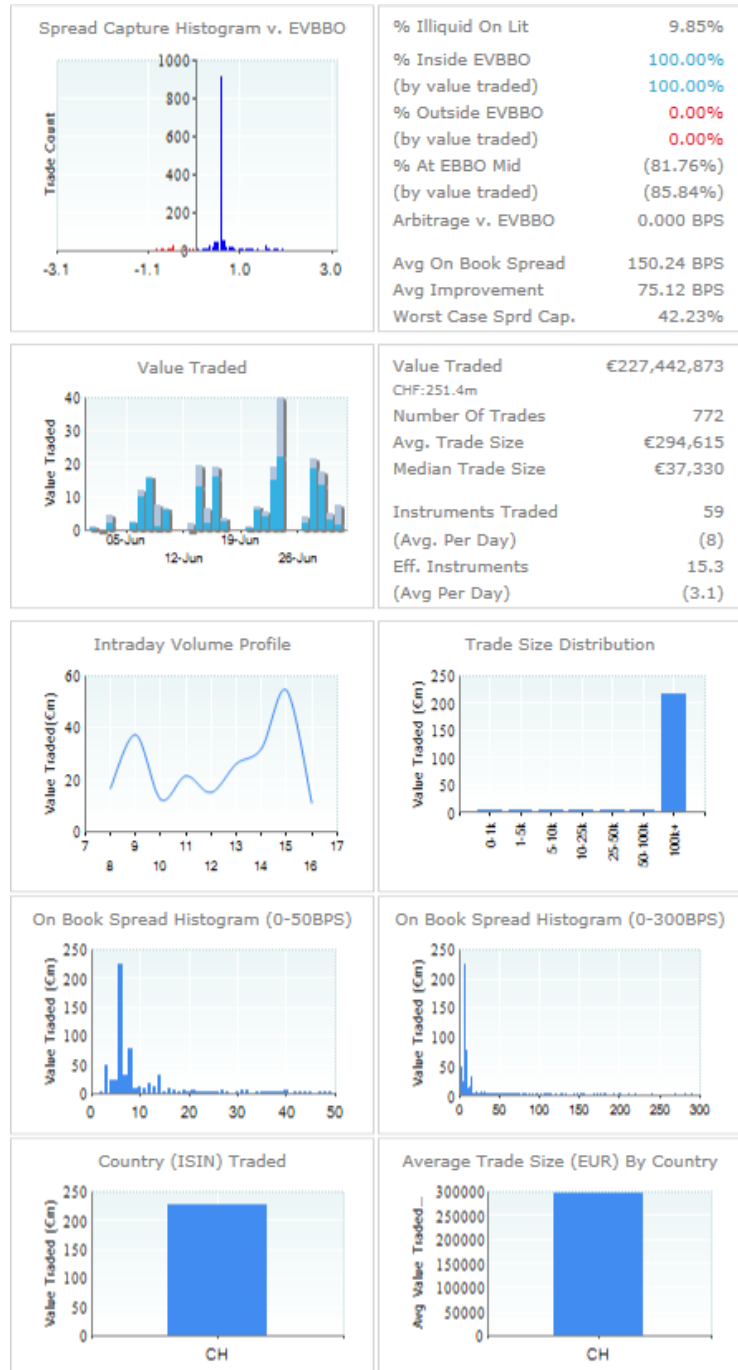 Spread Capture Histogram v. EVBBO
Trade Count
1000
800
600
400
200
0
-3.1
-1.1
1.0
3.0
% Illiquid On Lit 9.85%
% Inside EVBBO 100.00%
(by value traded) 100.00%
% Outside EVBBO 0.00%
(by value traded) 0.00%
% At EBBO Mid (81.76%)
(by value traded) (85.84%)
Arbitrage v. EVBBO 0.000 BPS
Avg On Book Spread 150.24 BPS
Avg Improvement 75.12 BPS
Worst Case Sprd Cap. 42.23%
Value Traded
Value Traded
40
30
20
10
0
05-Jun
12-Jun
19-Jun
26-Jun
Value Traded €227,442,873
CHF:251.4m
Number Of Trades 772
Avg. Trade Size €294,615
Median Trade Size €37,330
Instruments Traded 59
(Avg. Per Day) (8)
Eff. Instruments 15.3
(Avg Per Day) (3.1)
Intraday Volume Profile
Value Traded(€m)
60
40
20
0
7
8
9
10
11
12
13
14
15
16
17
Trade Size Distribution
Value Traded (€m)
250
200
150
100
50
0
0-1k
1-5k
5-10k
10-25k
25-50k
50-100k
100k+
On Book Spread Histogram (0-50BPS)
Value Traded (€m)
250
200
150
100
50
0
0
10
20
30
40
50
On Book Spread Histogram (0-300BPS)
Value Traded (€m)
250
200
150
100
50
0
0
50
100
150
200
250
300
Country (ISIN) Traded
Value Traded (€m)
250
200
150
100
50
0
CH
Average Trade Size (EUR) By Country
Avg Value Traded...
300000
250000
200000
150000
100000
50000
0
CH